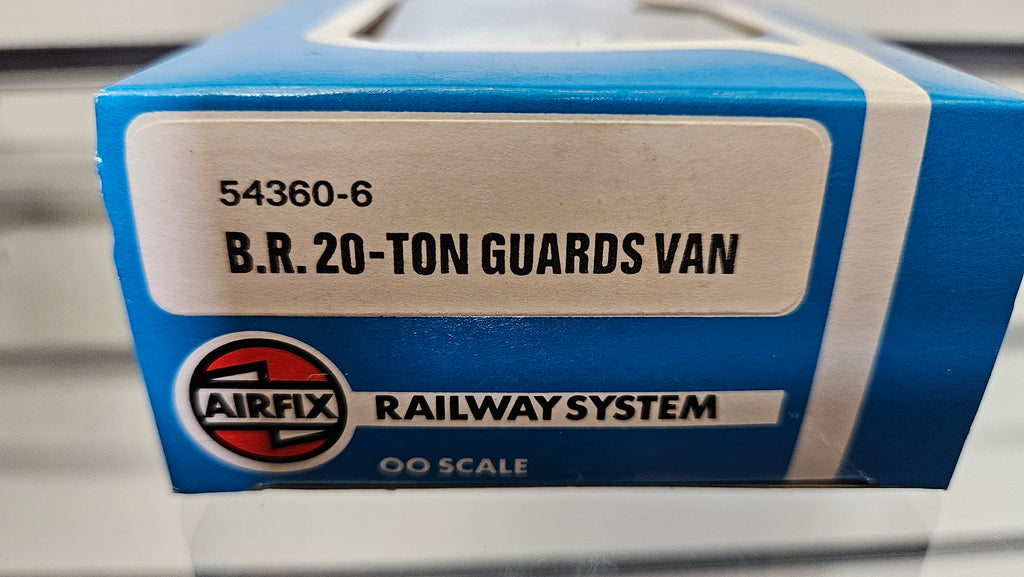 54360-6
B.R. 20-TON GUARDS VAN
AIRFIX RAILWAY SYSTEM
OO SCALE